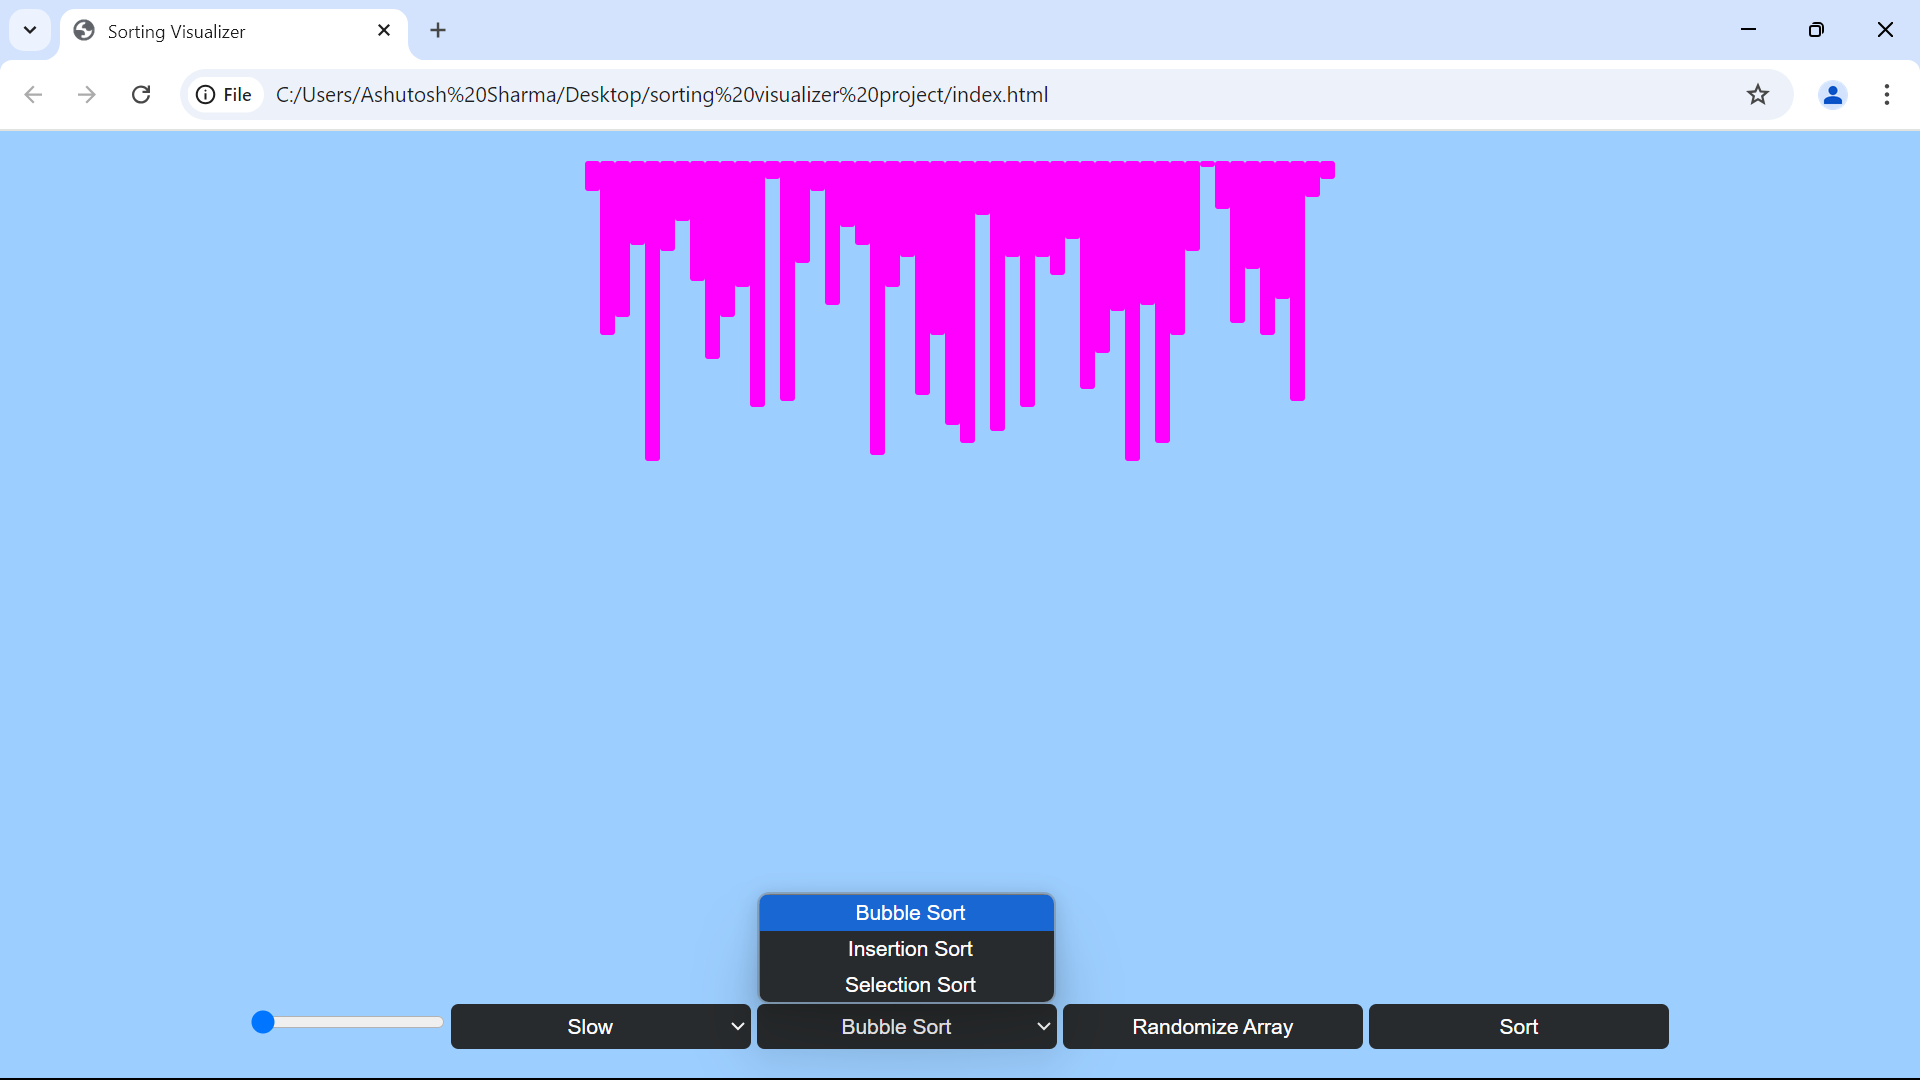 Sorting Visualizer
File C:/Users/Ashutosh%20Sharma/Desktop/sorting%20visualizer%20project/index.html
Bubble Sort
Insertion Sort
Selection Sort
Slow Bubble Sort Randomize Array Sort